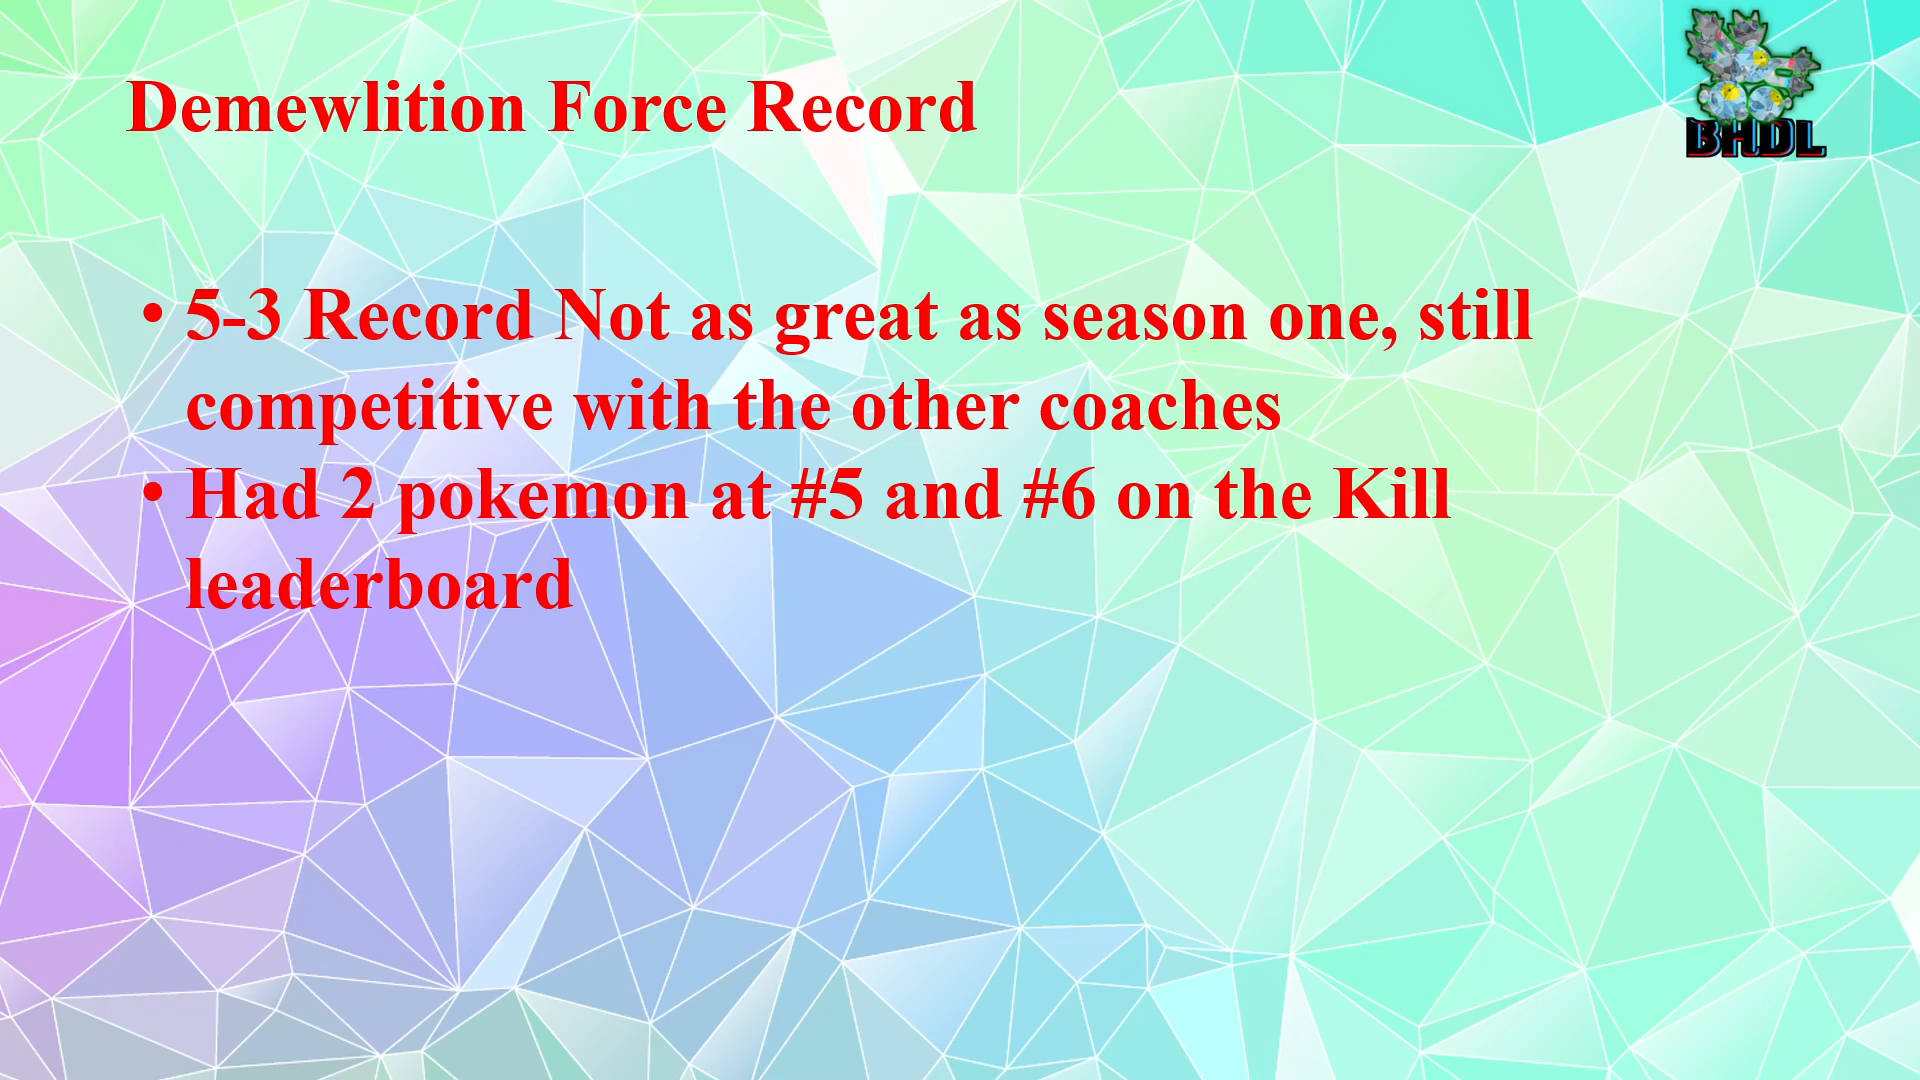 Demewlition Force Record
BHDL
• 5-3 Record Not as great as season one, still
competitive with the other coaches
• Had 2 pokemon at #5 and #6 on the Kill
leaderboard